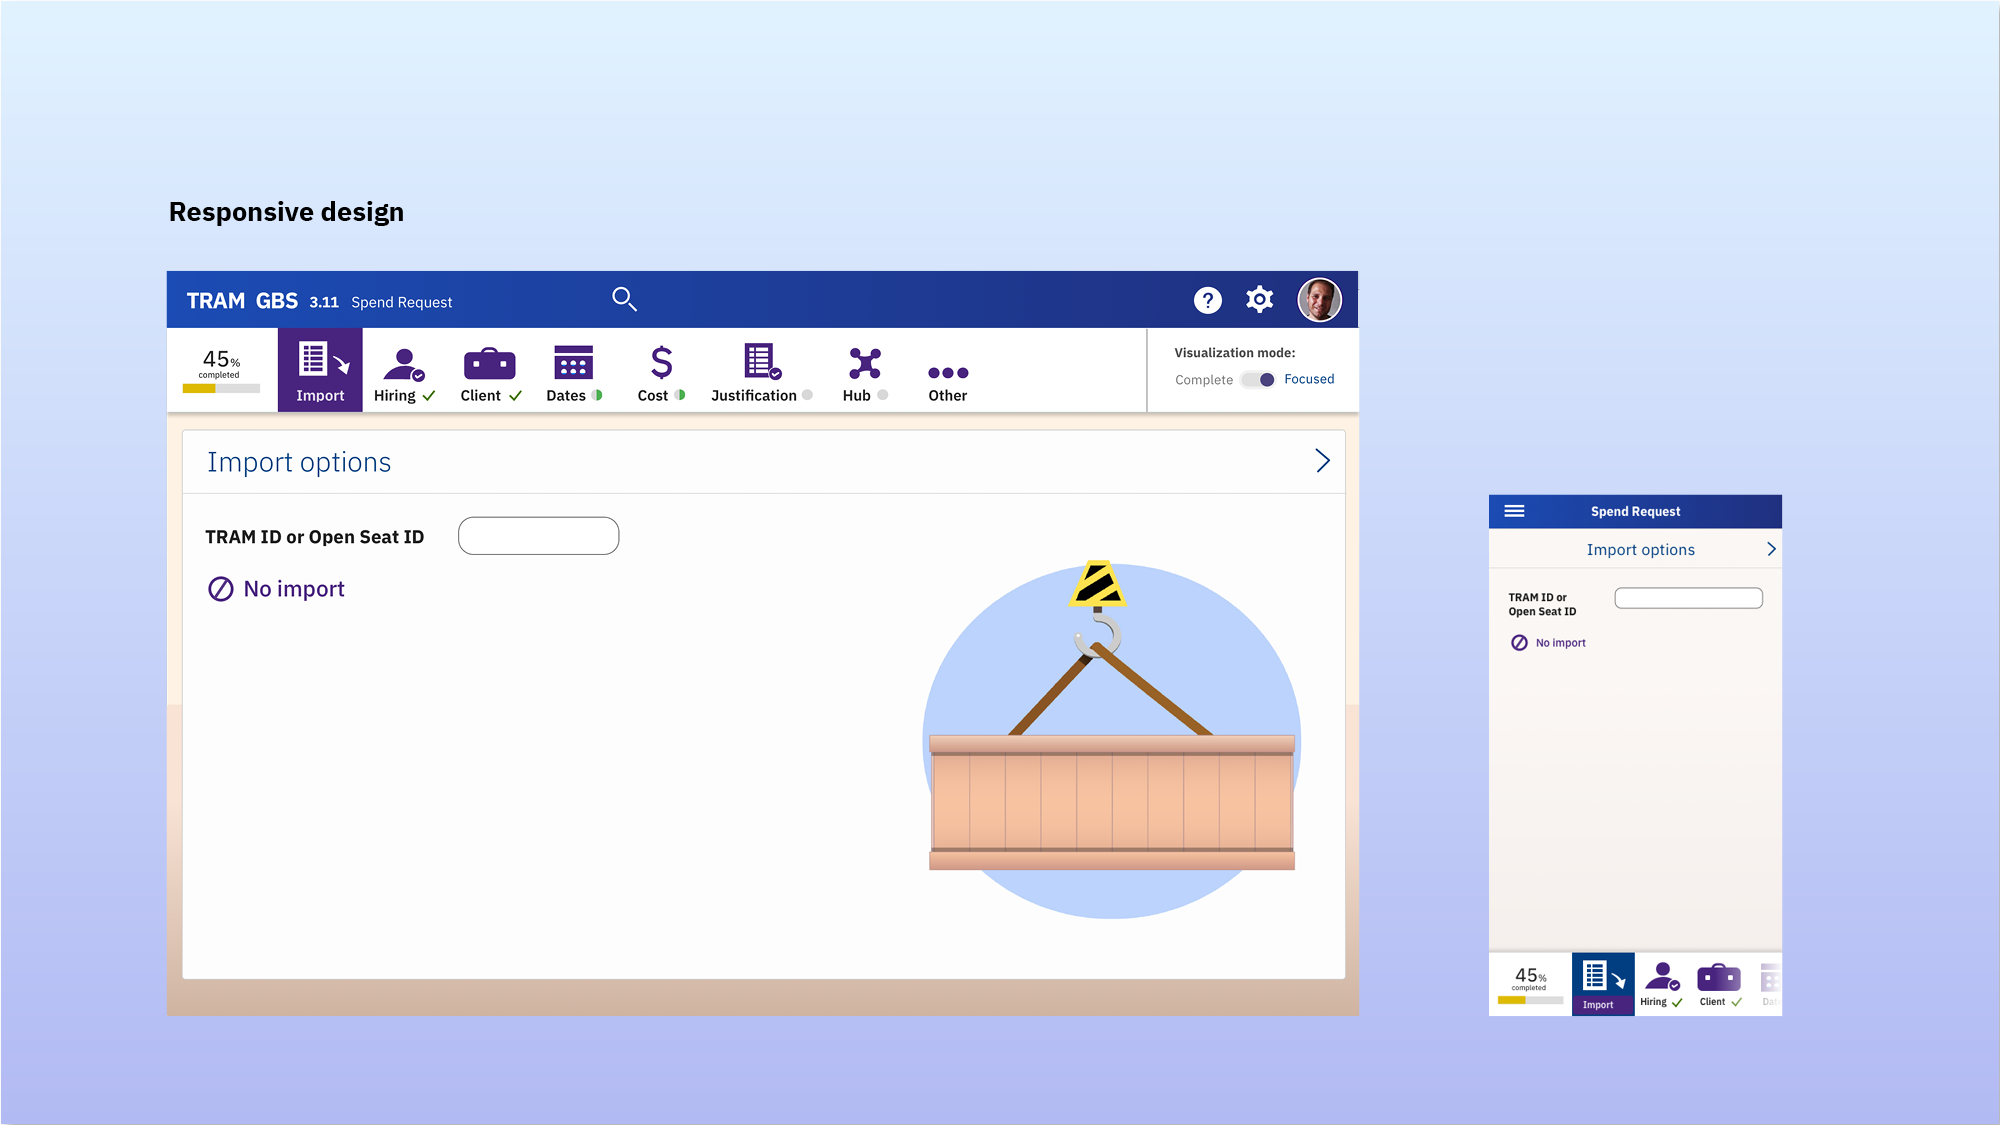 Responsive design
TRAM GBS 3.11 Spend Request
?
45%
completed
Import
Hiring
Client
Dates
$
Cost
Justification
Hub
Other
Visualization mode:
Complete Focused
Import options
TRAM ID or Open Seat ID
No import
Spend Request
Import options
TRAM ID or
Open Seat ID
No import
45%
completed
Import
Hiring
Client